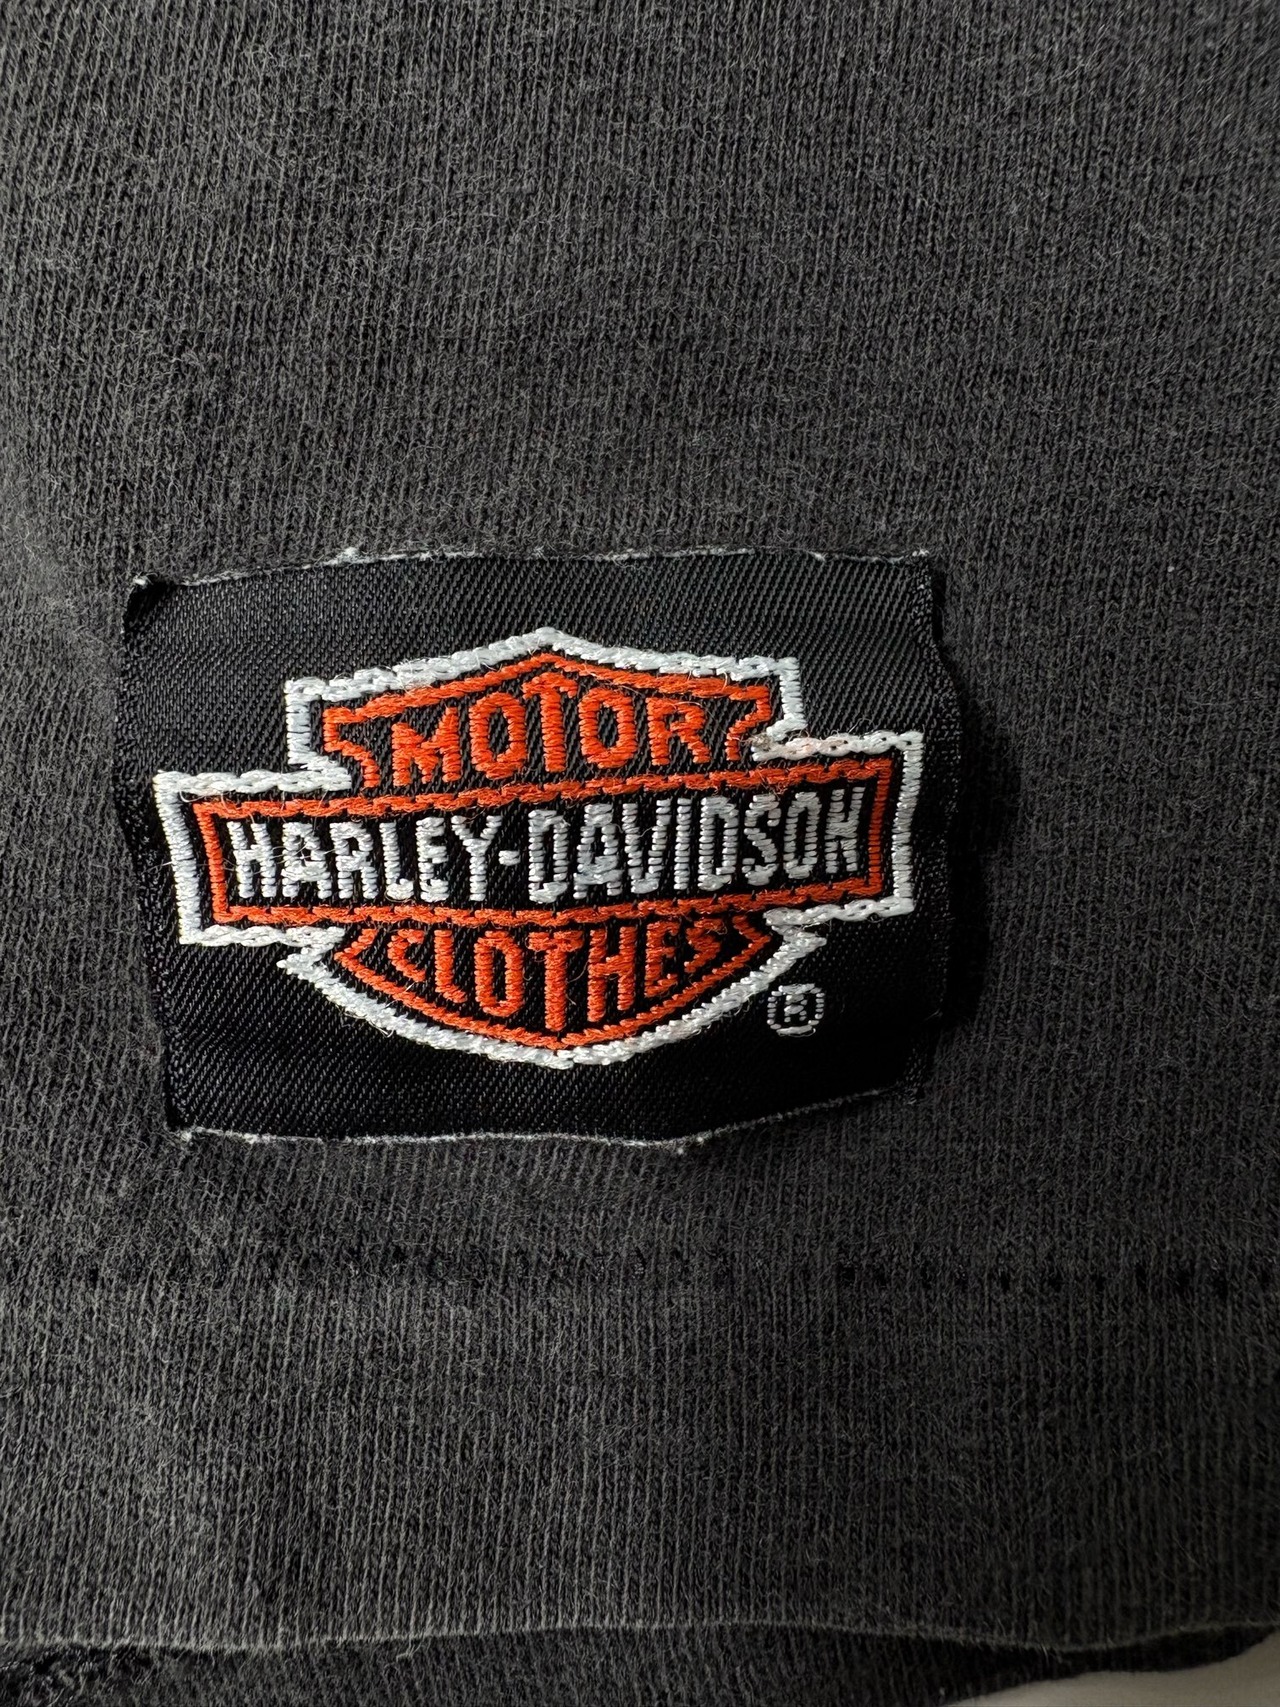 MOTOR
HARLEY-DAVIDSON
CLOTHES
®